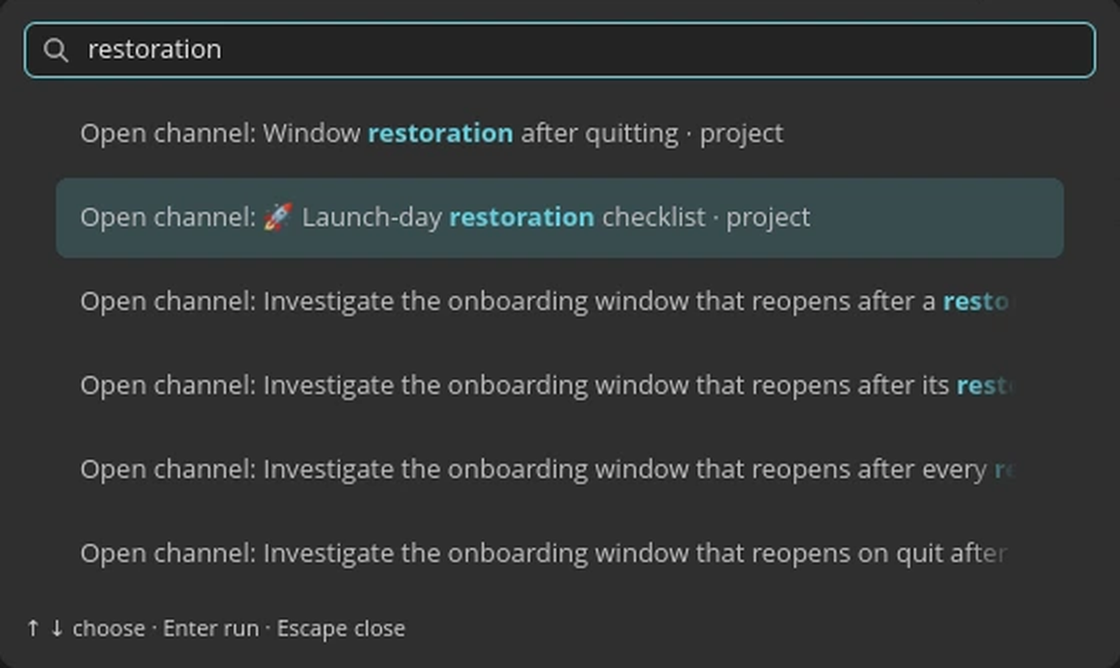 restoration
Open channel: Window restoration after quitting · project
Open channel: 🚀 Launch-day restoration checklist · project
Open channel: Investigate the onboarding window that reopens after a resto
Open channel: Investigate the onboarding window that reopens after its rest
Open channel: Investigate the onboarding window that reopens after every re
Open channel: Investigate the onboarding window that reopens on quit after
↑ ↓ choose · Enter run · Escape close